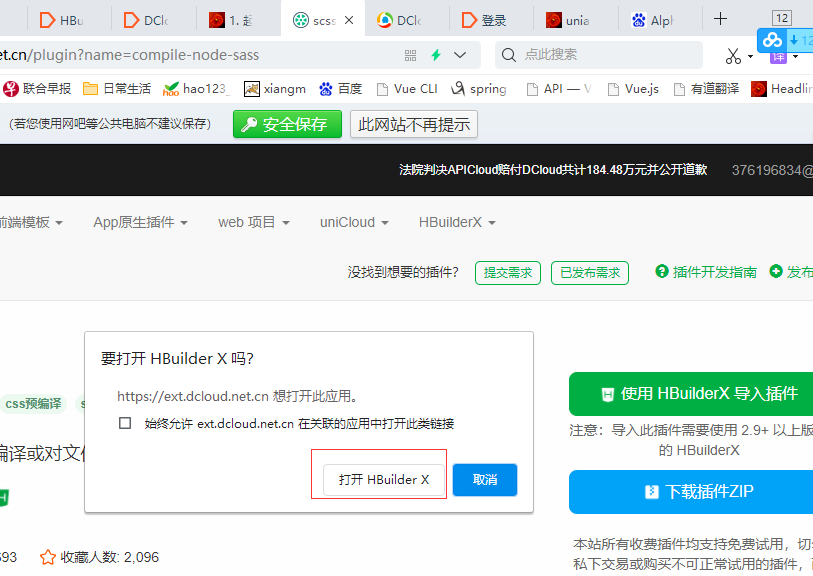 HBu
DCl
1. 起
scss
DCl
登录
unia
Alph
12
et.cn/plugin?name=compile-node-sass
点此搜索
12
译
联合早报
日常生活
hao123_
xiangm
百度
Vue CLI
spring
API — V
Vue.js
有道翻译
Headlin
(若您使用网吧等公共电脑不建议保存)
安全保存
此网站不再提示
法院判决APICloud赔付DCloud共计184.48万元并公开道歉
376196834@
前端模板
App原生插件
web 项目
uniCloud
HBuilderX
没找到想要的插件?
提交需求
已发布需求
插件开发指南
发布
要打开 HBuilder X 吗?
https://ext.dcloud.net.cn 想打开此应用。
始终允许 ext.dcloud.net.cn 在关联的应用中打开此类链接
打开 HBuilder X
取消
css预编译
s
编译或对文件
使用 HBuilderX 导入插件
注意：导入此插件需要使用 2.9+ 以上版
的 HBuilderX
下载插件ZIP
593
收藏人数: 2,096
本站所有收费插件均支持免费试用，切
私下交易或购买不可正常试用的插件，